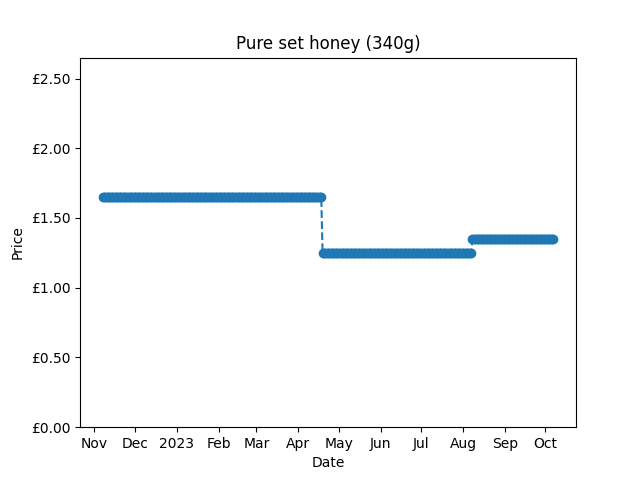 Pure set honey (340g)
£2.50
£2.00
£1.50
£1.00
£0.50
£0.00
Price
Nov Dec 2023 Feb Mar Apr May Jun Jul Aug Sep Oct
Date